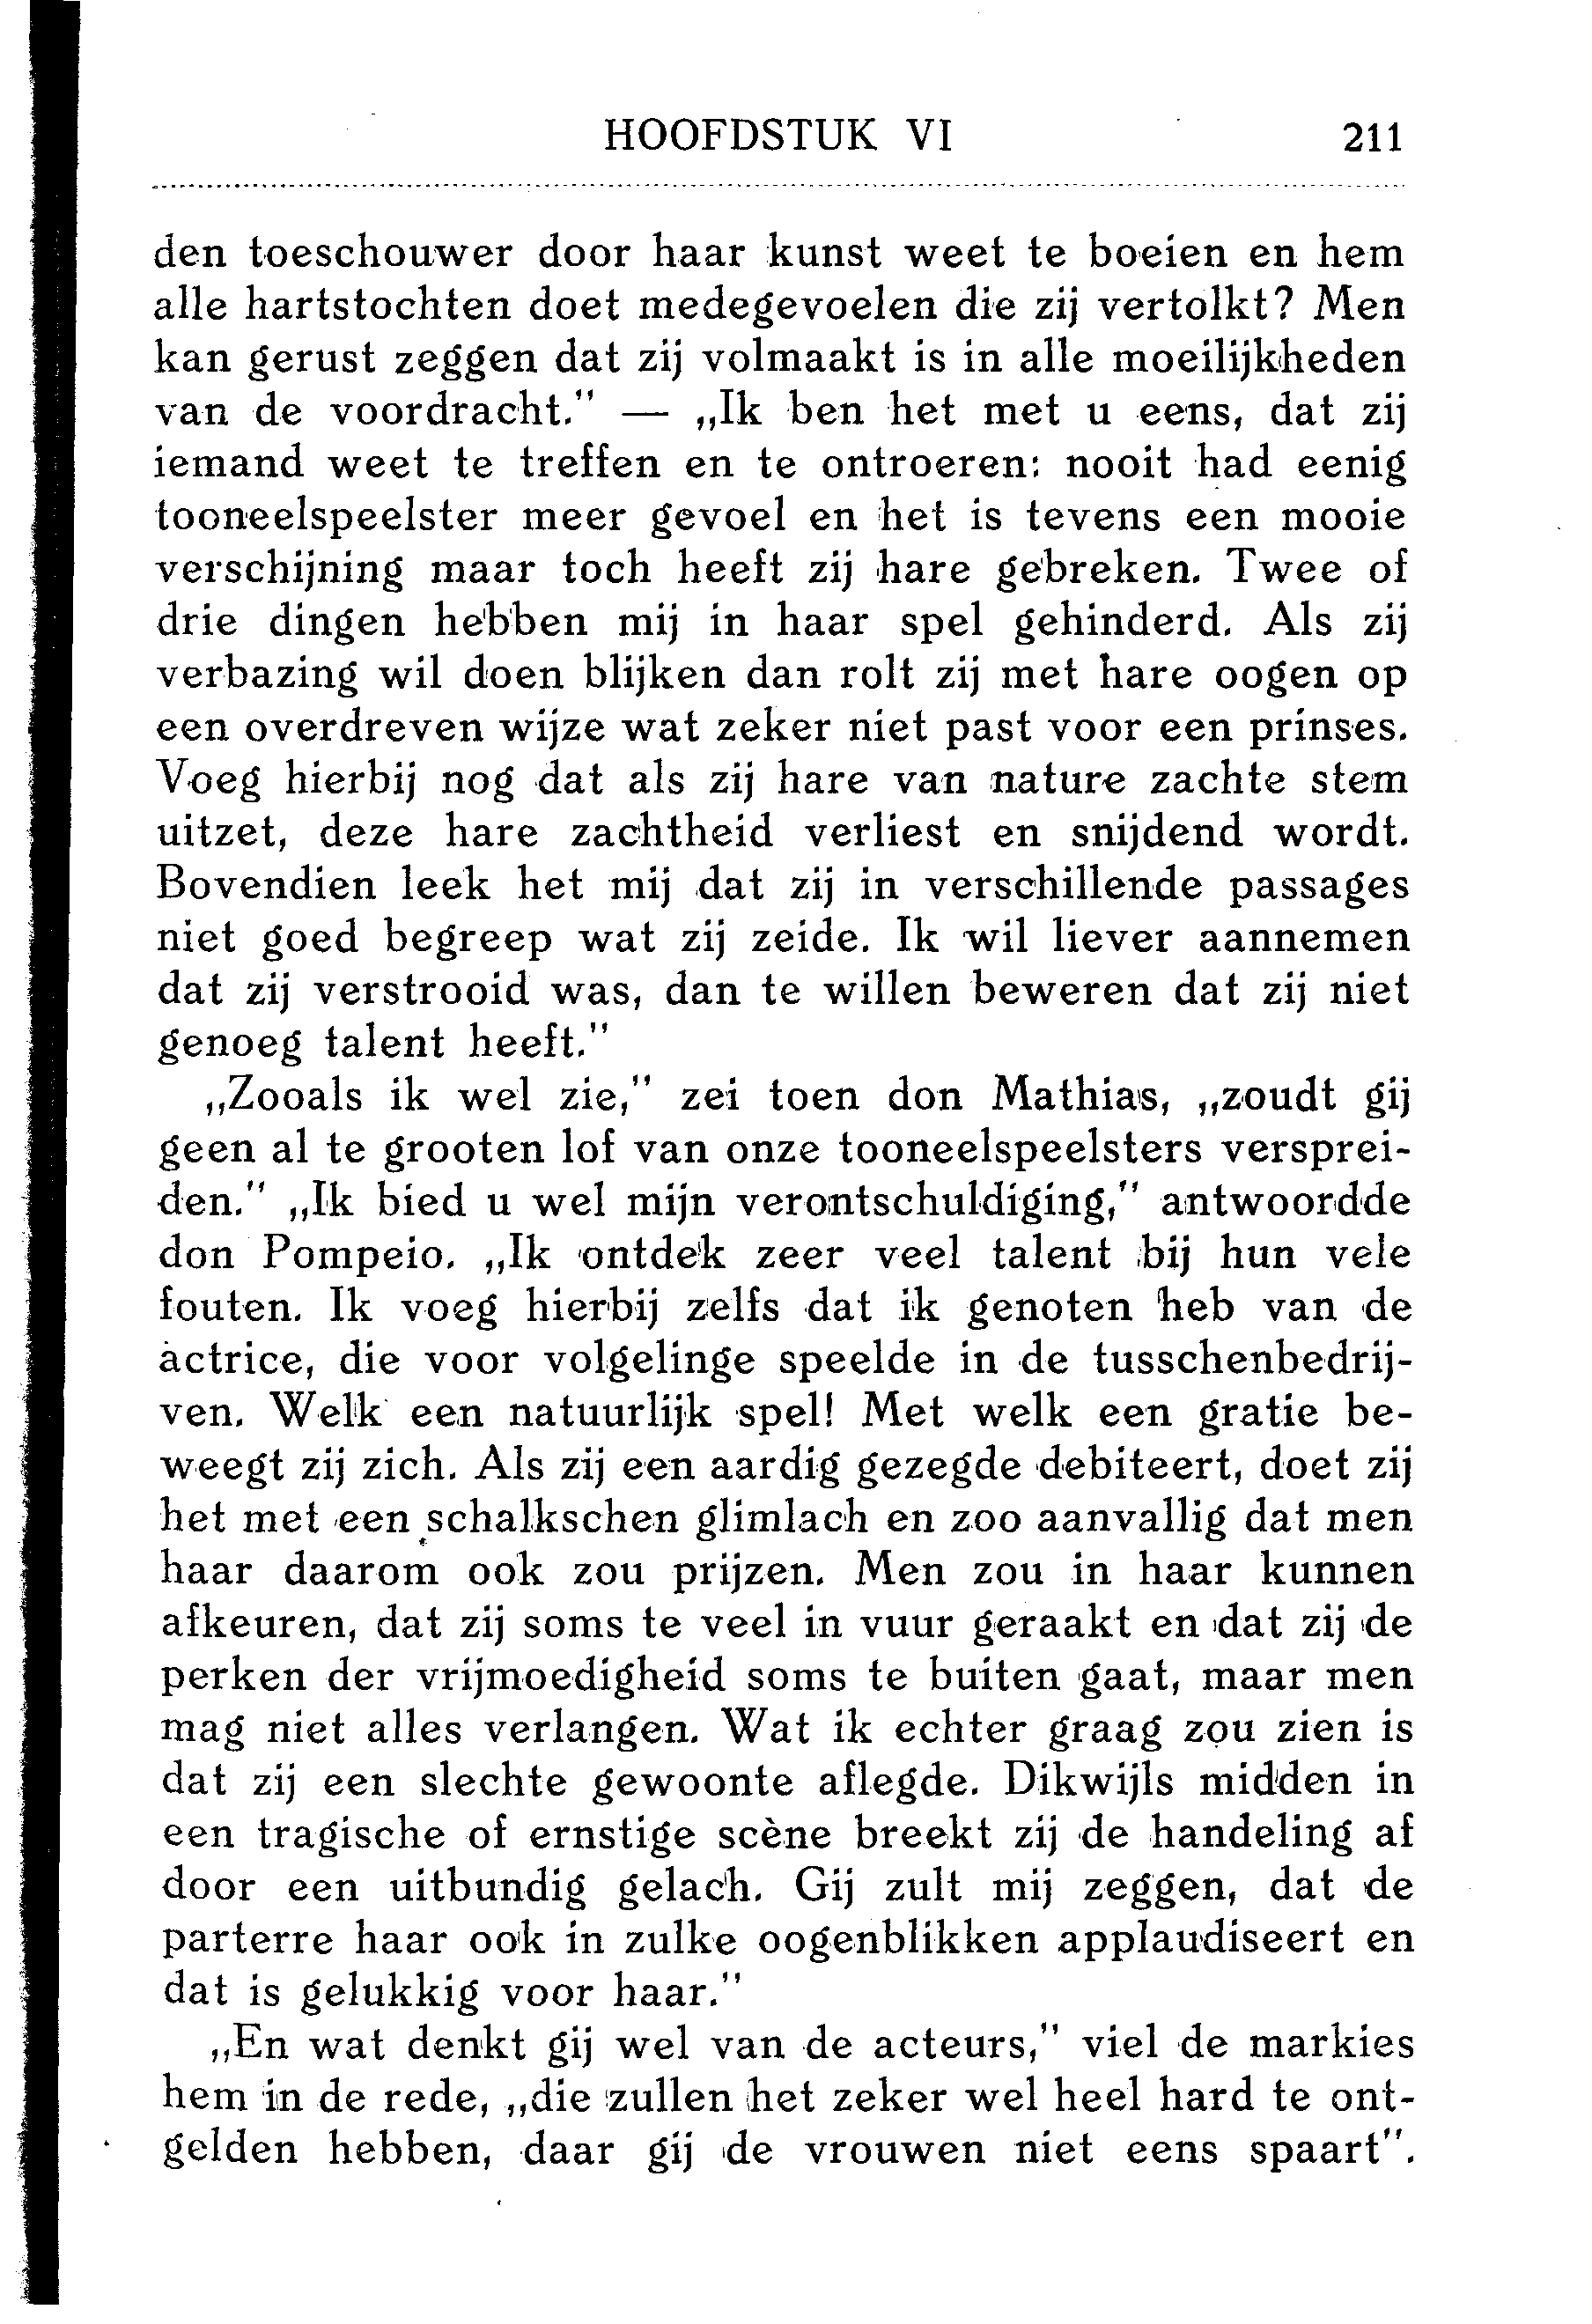 HOOFDSTUK VI 211
den toeschouwer door haar kunst weet te boeien en hem
alle hartstochten doet medegevoelen die zij vertolkt? Men
kan gerust zeggen dat zij volmaakt is in alle moeilijkheden
van de voordracht." — „Ik ben het met u eens, dat zij
iemand weet te treffen en te ontroeren: nooit had eenig
tooneelspeelster meer gevoel en het is tevens een mooie
verschijning maar toch heeft zij hare gebreken. Twee of
drie dingen hebben mij in haar spel gehinderd. Als zij
verbazing wil doen blijken dan rolt zij met hare oogen op
een overdreven wijze wat zeker niet past voor een prinses.
Voeg hierbij nog dat als zij hare van nature zachte stem
uitzet, deze hare zachtheid verliest en snijdend wordt.
Bovendien leek het mij dat zij in verschillende passages
niet goed begreep wat zij zeide. Ik wil liever aannemen
dat zij verstrooid was, dan te willen beweren dat zij niet
genoeg talent heeft."
„Zooals ik wel zie," zei toen don Mathias, „zoudt gij
geen al te grooten lof van onze tooneelspeelsters versprei-
den." „Ik bied u wel mijn verontschuldiging," antwoordde
don Pompeio. „Ik ontdek zeer veel talent bij hun vele
fouten. Ik voeg hierbij zelfs dat ik genoten heb van de
actrice, die voor volgelinge speelde in de tusschenbedrij-
ven. Welk een natuurlijk spel! Met welk een gratie be-
weegt zij zich. Als zij een aardig gezegde debiteert, doet zij
het met een schalkschen glimlach en zoo aanvallig dat men
haar daarom ook zou prijzen. Men zou in haar kunnen
afkeuren, dat zij soms te veel in vuur geraakt en dat zij de
perken der vrijmoedigheid soms te buiten gaat, maar men
mag niet alles verlangen. Wat ik echter graag zou zien is
dat zij een slechte gewoonte aflegde. Dikwijls midden in
een tragische of ernstige scène breekt zij de handeling af
door een uitbundig gelach. Gij zult mij zeggen, dat de
parterre haar ook in zulke oogenblikken applaudiseert en
dat is gelukkig voor haar."
„En wat denkt gij wel van de acteurs," viel de markies
hem in de rede, „die zullen het zeker wel heel hard te ont-
gelden hebben, daar gij de vrouwen niet eens spaart".